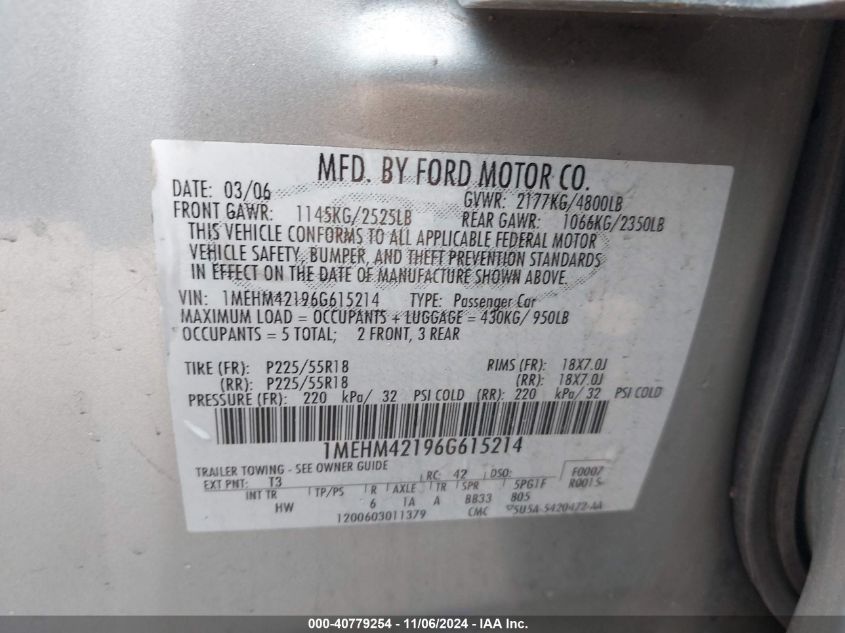 MFD. BY FORD MOTOR CO.
DATE: 03/06 GVWR: 2177KG/4800LB
FRONT GAWR: 1145KG/2525LB REAR GAWR: 1066KG/2350LB
THIS VEHICLE CONFORMS TO ALL APPLICABLE FEDERAL MOTOR
VEHICLE SAFETY, BUMPER, AND THEFT PREVENTION STANDARDS
IN EFFECT ON THE DATE OF MANUFACTURE SHOWN ABOVE.
VIN: 1MEHM42196G615214 TYPE: Passenger Car
MAXIMUM LOAD = OCCUPANTS + LUGGAGE = 430KG/ 950LB
OCCUPANTS = 5 TOTAL; 2 FRONT, 3 REAR
TIRE (FR): P225/55R18 RIMS (FR): 18X7.0J
(RR): P225/55R18 (RR): 18X7.0J
PRESSURE (FR): 220 kPa/ 32 PSI COLD (RR): 220 kPa/ 32 PSI COLD
1MEHM42196G615214
TRAILER TOWING - SEE OWNER GUIDE
EXT PNT: T3 RC: 42 DSO: F0007
INT TR TP/PS R AXLE TR SPR 5PG1F R0015
HW 6 1A A BB33 805
1200603011379 CMC 5U5A-5420472-AA
000-40779254 - 11/06/2024 - IAA Inc.